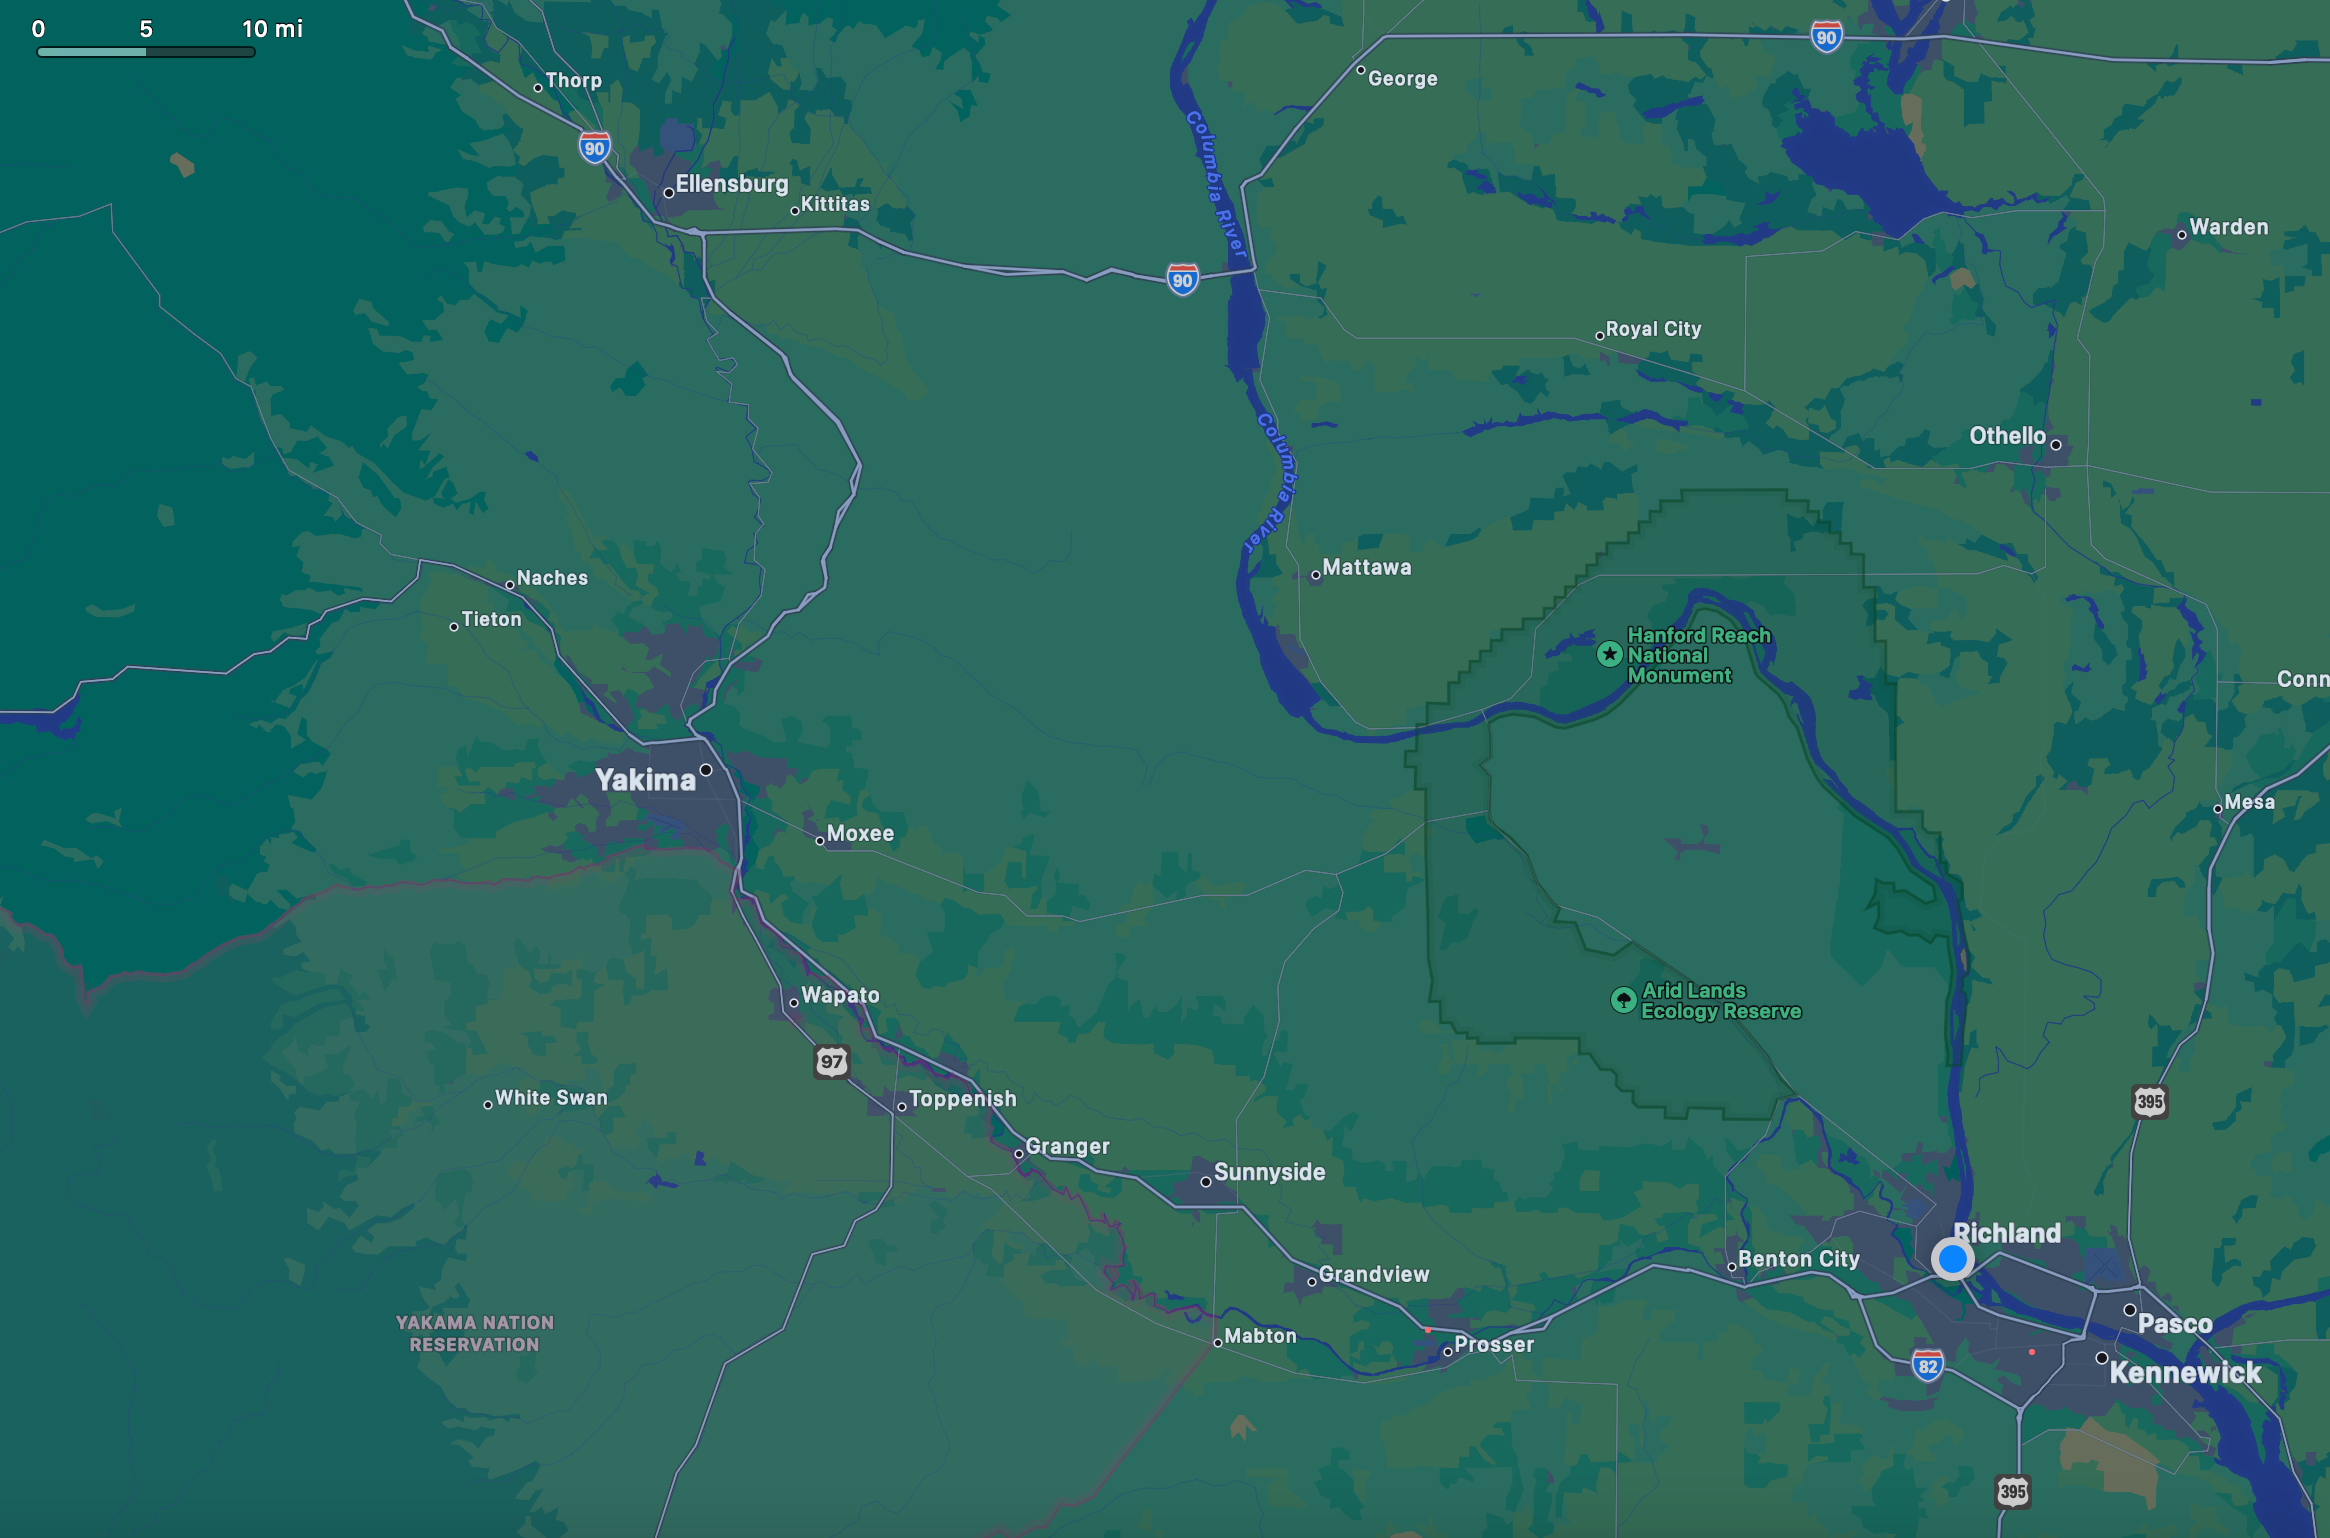 0 5 10 mi
90
George
Thorp
90
Columbia River
Ellensburg
Kittitas
Warden
90
Royal City
Columbia River
Othello
Mattawa
Naches
Tieton
Hanford Reach
National
Monument
Conn
Yakima
Mesa
Moxee
Wapato
Arid Lands
Ecology Reserve
97
White Swan
Toppenish
395
Granger
Sunnyside
Richland
Benton City
Grandview
YAKAMA NATION
RESERVATION
Mabton
Prosser
Pasco
82
Kennewick
395